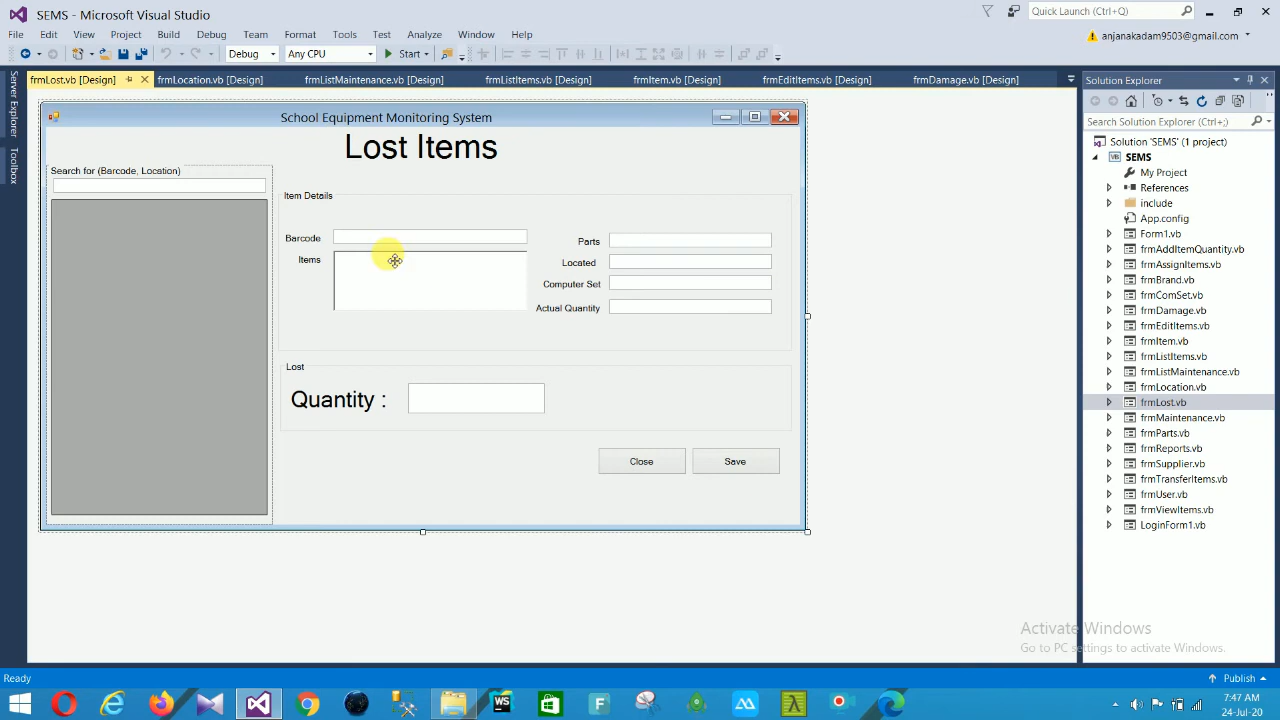 SEMS - Microsoft Visual Studio
Quick Launch (Ctrl+Q)
File Edit View Project Build Debug Team Format Tools Test Analyze Window Help
anjanakadam9503@gmail.com
Debug Any CPU Start
Server Explorer
Toolbox
frmLost.vb [Design] frmLocation.vb [Design] frmListMaintenance.vb [Design] frmListItems.vb [Design] frmItem.vb [Design] frmEditItems.vb [Design] frmDamage.vb [Design]
School Equipment Monitoring System
Lost Items
Search for (Barcode, Location)
Item Details
Barcode
Items
Parts
Located
Computer Set
Actual Quantity
Lost
Quantity :
Close
Save
Solution Explorer
Search Solution Explorer (Ctrl+;)
Solution 'SEMS' (1 project)
VB SEMS
My Project
References
include
App.config
Form1.vb
frmAddItemQuantity.vb
frmAssignItems.vb
frmBrand.vb
frmComSet.vb
frmDamage.vb
frmEditItems.vb
frmItem.vb
frmListItems.vb
frmListMaintenance.vb
frmLocation.vb
frmLost.vb
frmMaintenance.vb
frmParts.vb
frmReports.vb
frmSupplier.vb
frmTransferItems.vb
frmUser.vb
frmViewItems.vb
LoginForm1.vb
Activate Windows
Go to PC settings to activate Windows.
Ready
Publish
WS
F
λ
7:47 AM
24-Jul-20